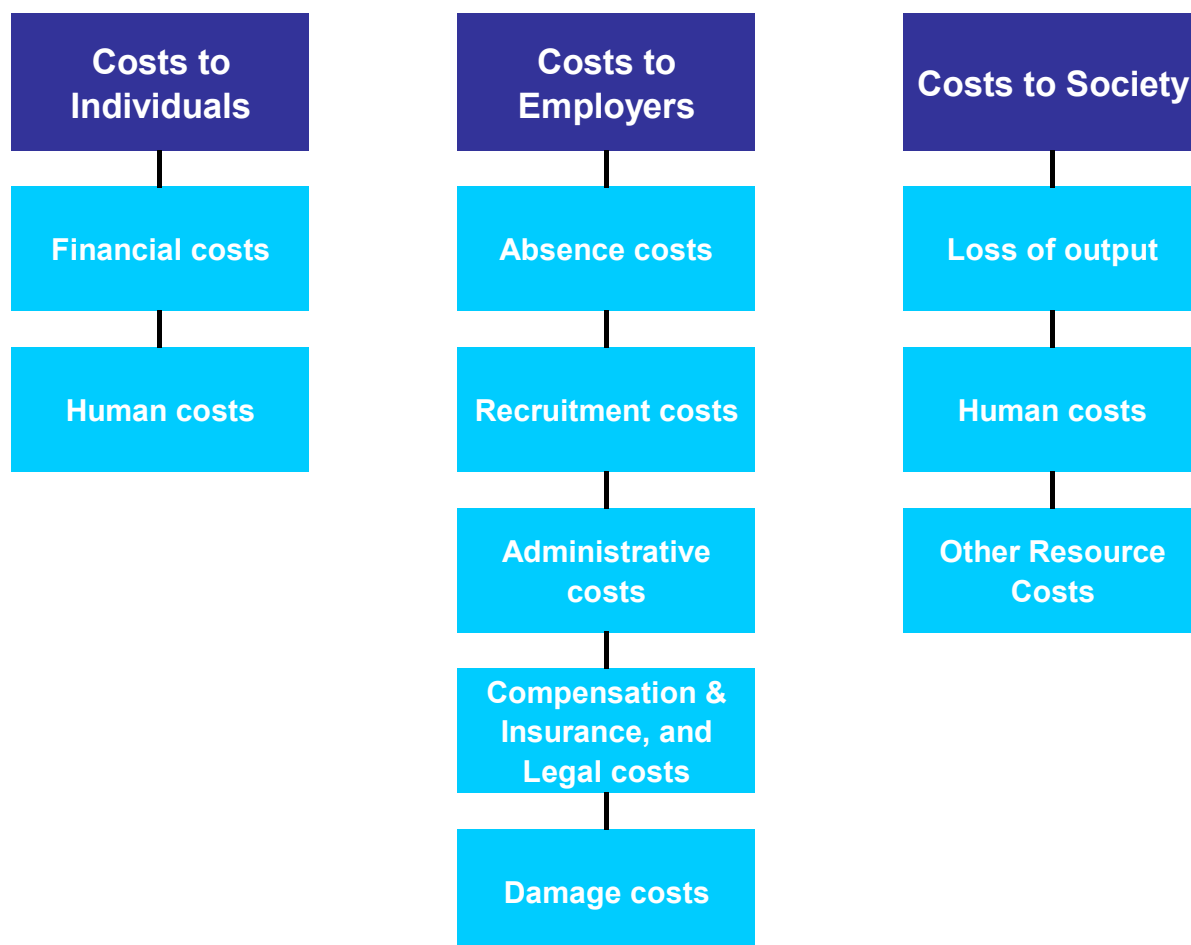 Costs to
Individuals
Financial costs
Human costs
Costs to
Employers
Absence costs
Recruitment costs
Administrative
costs
Compensation &
Insurance, and
Legal costs
Damage costs
Costs to Society
Loss of output
Human costs
Other Resource
Costs